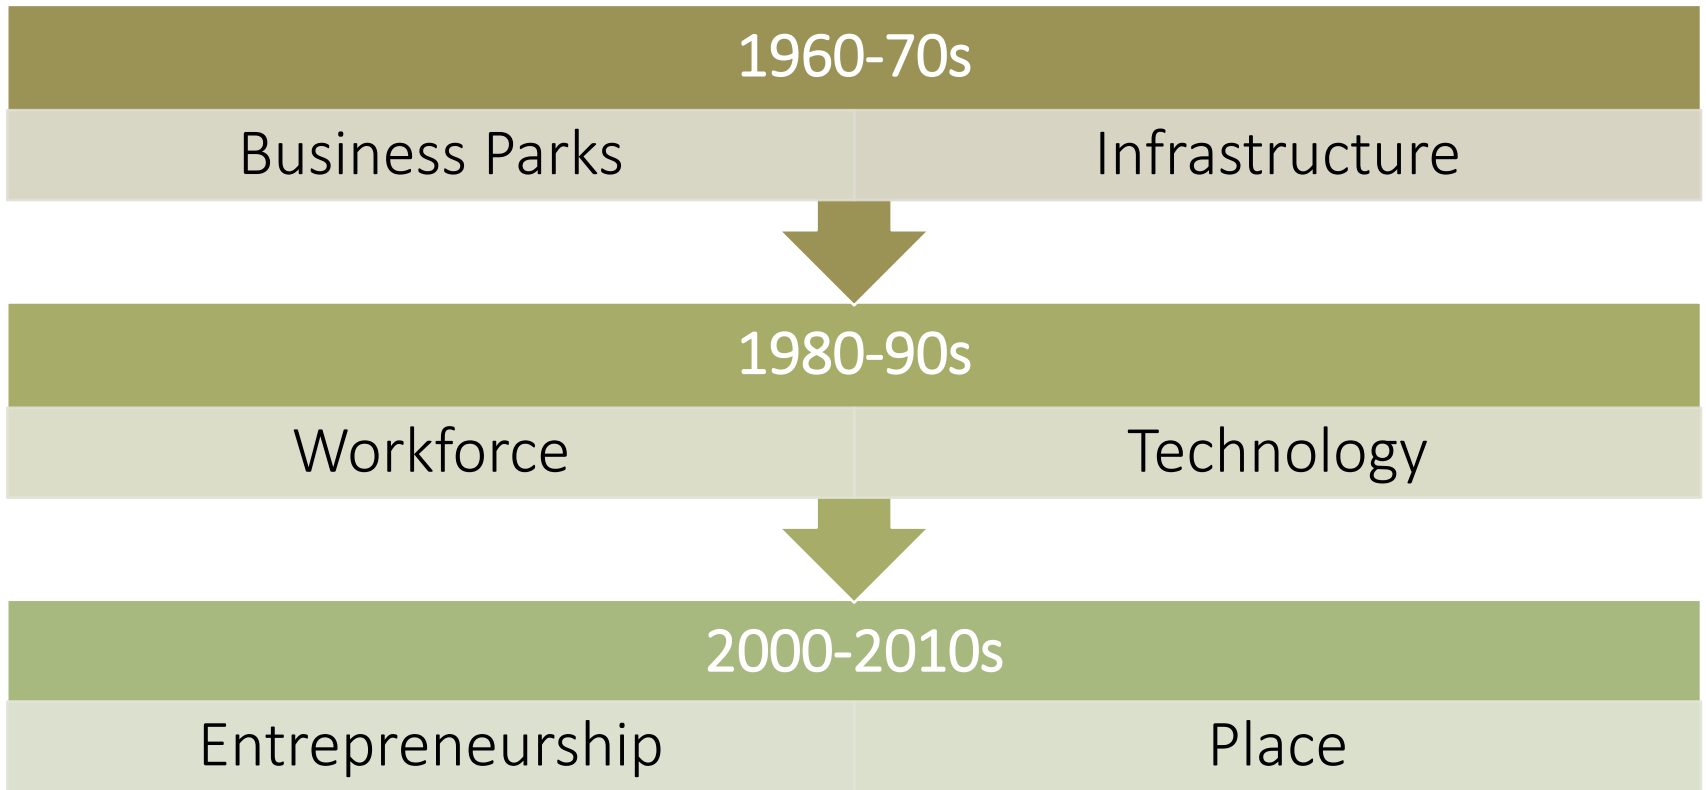 1960-70s
Business Parks
Infrastructure
1980-90s
Workforce
Technology
2000-2010s
Entrepreneurship
Place